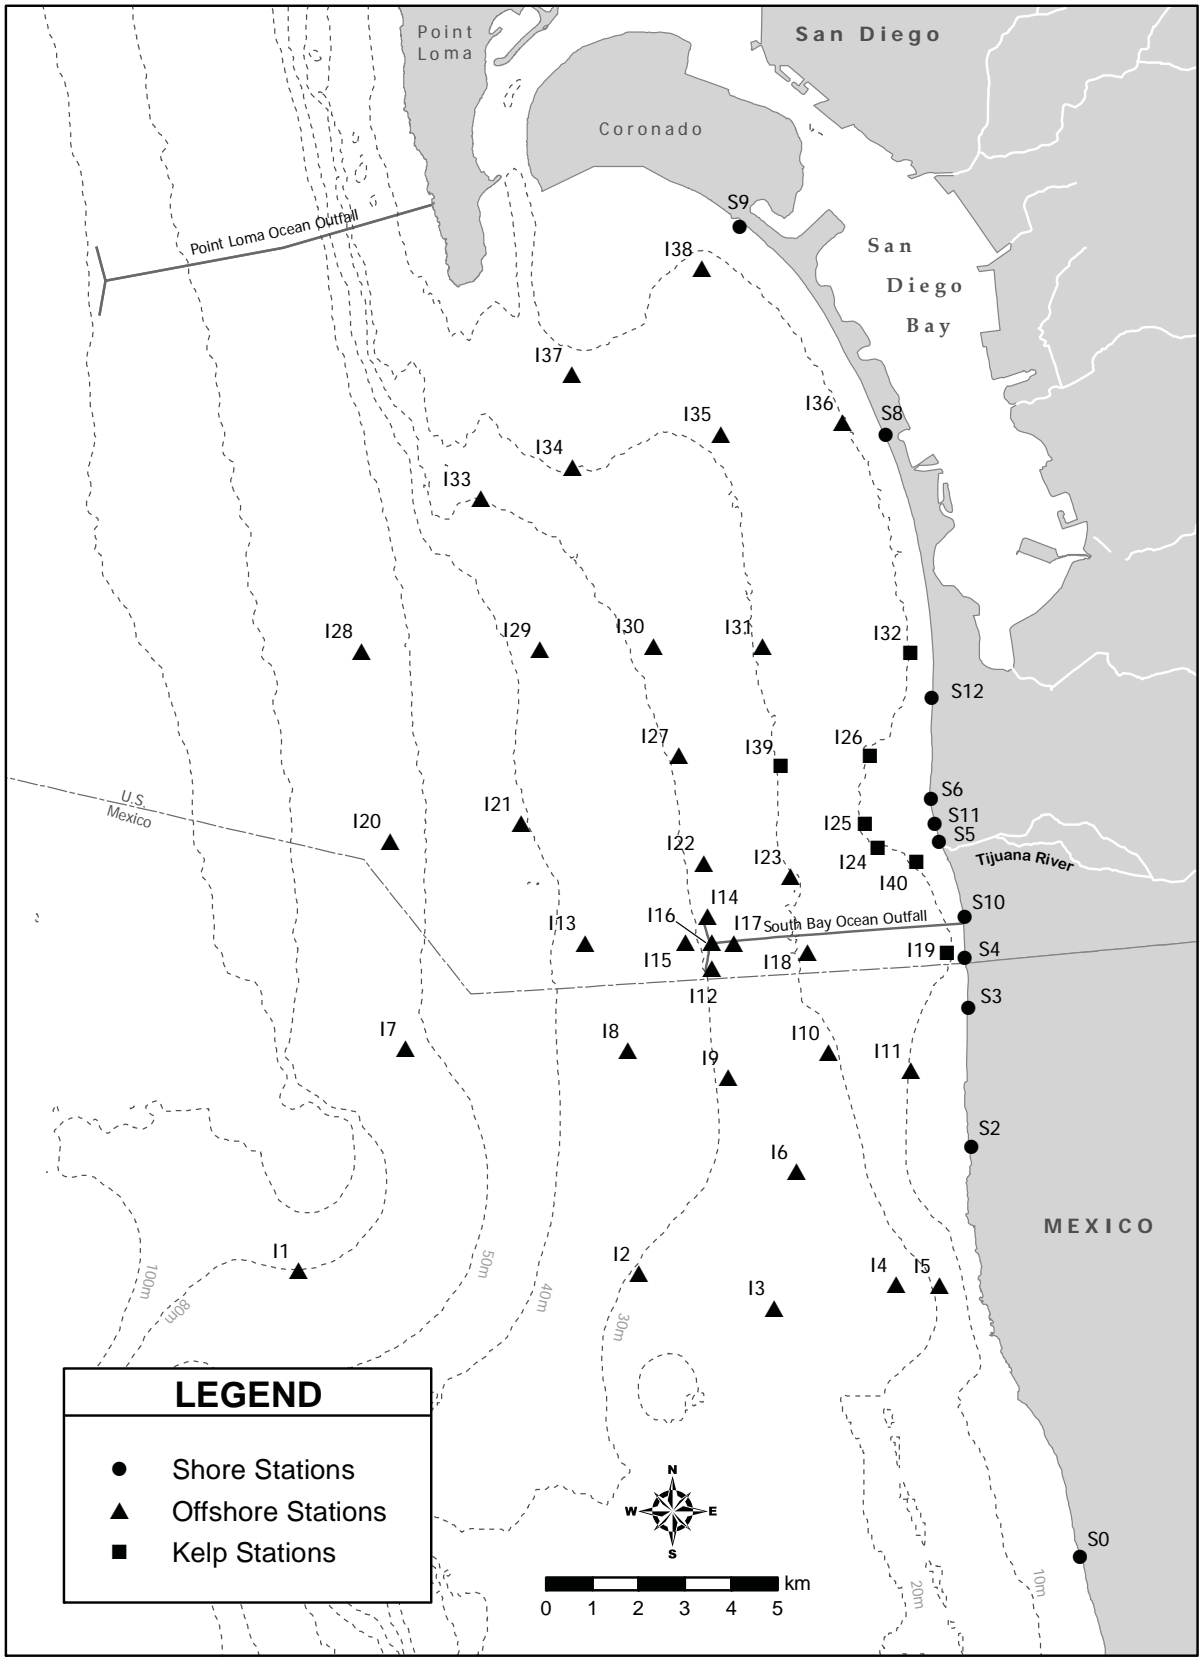 Point
Loma
San Diego
Coronado
S9
Point Loma Ocean Outfall
San
Diego
Bay
I38
I37
I36
S8
I35
I34
I33
I28
I29
I30
I31
I32
S12
I27
I39
I26
U.S.
Mexico
S6
I20
I21
I25
S11
S5
I22
I23
I24
I40
Tijuana River
I14
S10
I13
I16
I17
South Bay Ocean Outfall
I15
I18
I19
S4
I12
S3
I7
I8
I9
I10
I11
S2
I6
MEXICO
I1
I2
I3
I4
I5
100m
80m
50m
40m
30m
LEGEND
Shore Stations
Offshore Stations
Kelp Stations
N
W
E
S
S0
20m
10m
km
0 1 2 3 4 5